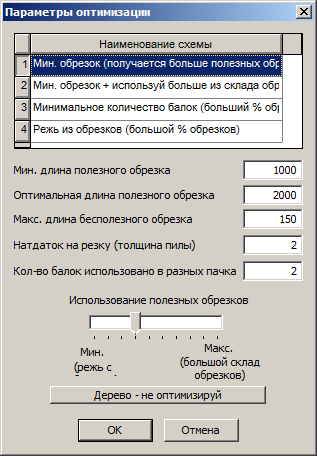 Параметры оптимизации
Наименование схемы
1 Мин. обрезок (получается больше полезных обр
2 Мин. обрезок + используй больше из склада обр
3 Минимальное количество балок (больший % обр
4 Режь из обрезков (большой % обрезков)
Мин. длина полезного обрезка 1000
Оптимальная длина полезного обрезка 2000
Макс. длина бесполезного обрезка 150
Натдаток на резку (толщина пилы) 2
Кол-во балок использовано в разных пачка 2
Использование полезных обрезков
Мин.
(режь с
Макс.
(большой склад
обрезков)
Дерево - не оптимизируй
OK
Отмена